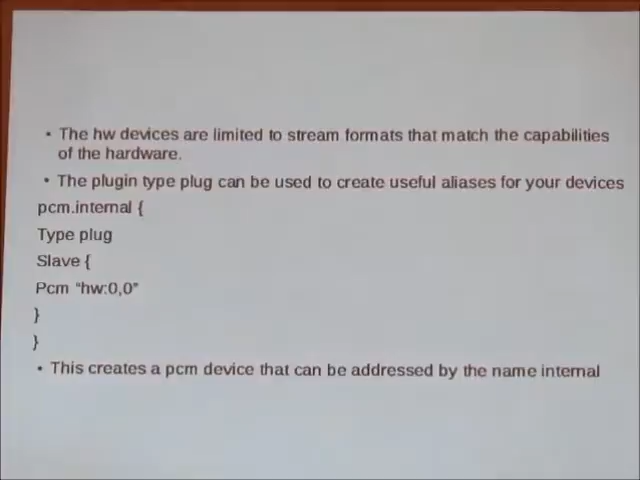 • The hw devices are limited to stream formats that match the capabilities
of the hardware.
• The plugin type plug can be used to create useful aliases for your devices
pcm.internal {
Type plug
Slave {
Pcm “hw:0,0”
}
}
• This creates a pcm device that can be addressed by the name internal